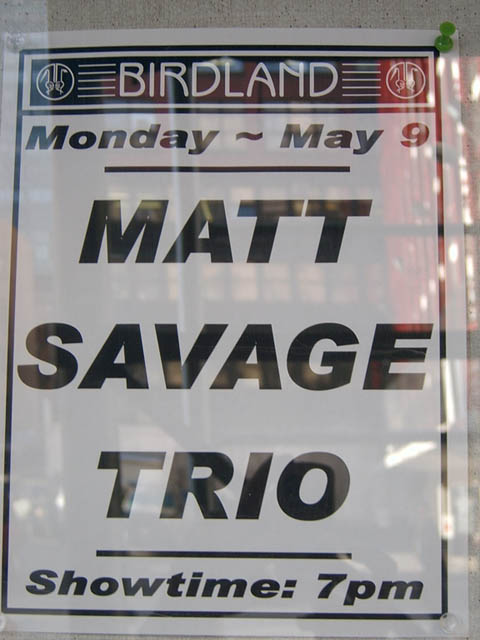 BIRDLAND
Monday ~ May 9
MATT
SAVAGE
TRIO
Showtime: 7pm